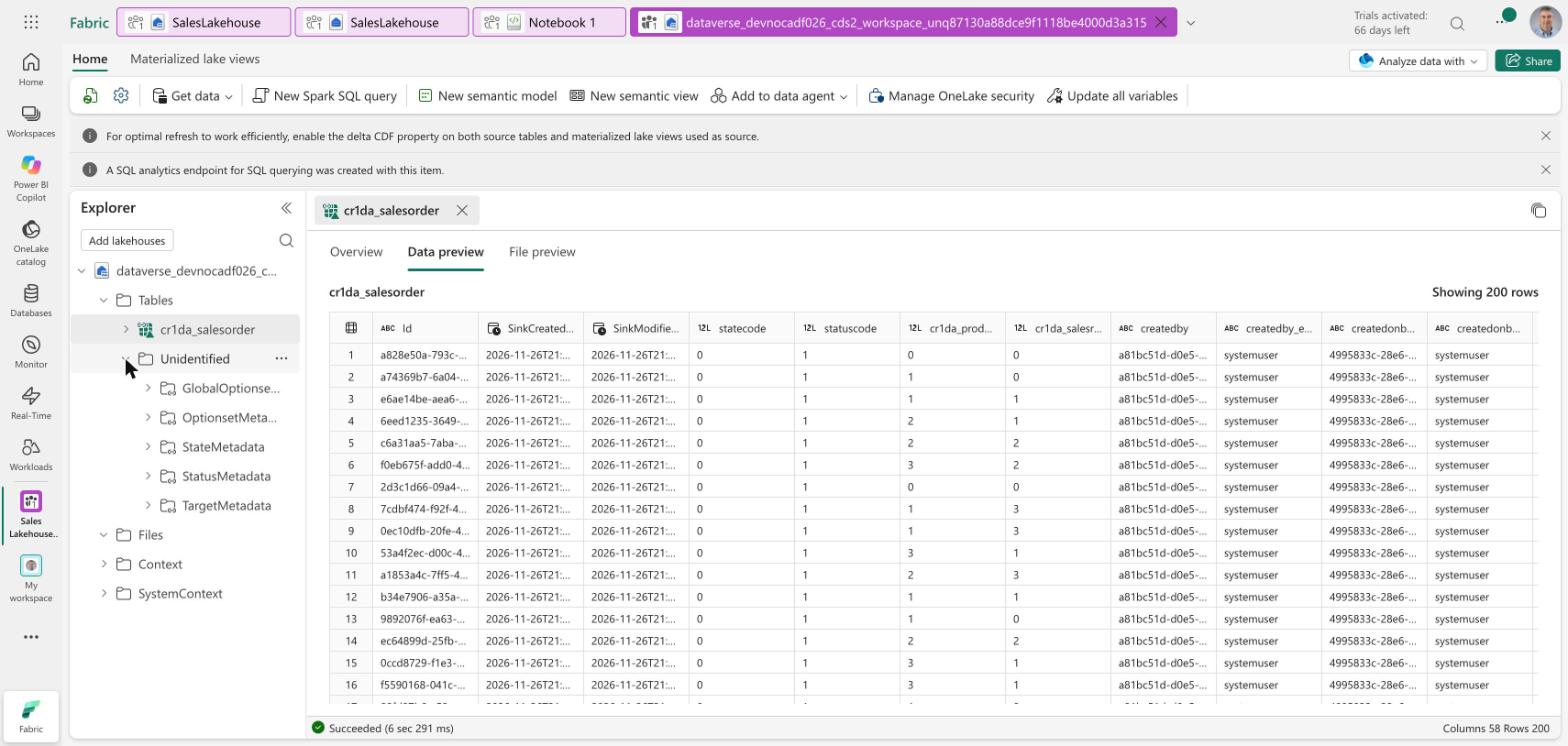 Fabric
SalesLakehouse
SalesLakehouse
Notebook 1
dataverse_devnocadf026_cds2_workspace_unq87130a88dce9f1118be4000d3a315
Trials activated:
66 days left
Home
Workspaces
Power BI
Copilot
OneLake
catalog
Databases
Monitor
Real-Time
Workloads
Sales
Lakehouse..
My
workspace
Fabric
Home
Materialized lake views
Analyze data with
Share
Get data
New Spark SQL query
New semantic model
New semantic view
Add to data agent
Manage OneLake security
Update all variables
For optimal refresh to work efficiently, enable the delta CDF property on both source tables and materialized lake views used as source.
A SQL analytics endpoint for SQL querying was created with this item.
Explorer
Add lakehouses
dataverse_devnocadf026_c...
Tables
cr1da_salesorder
Unidentified
GlobalOptionse...
OptionsetMeta...
StateMetadata
StatusMetadata
TargetMetadata
Files
Context
SystemContext
cr1da_salesorder
Overview
Data preview
File preview
cr1da_salesorder
Showing 200 rows
ABC Id 12L statecode 12L statuscode 12L cr1da_prod... 12L cr1da_salesr... ABC createdby ABC createdby_e... ABC createdonb... ABC createdonb...
SinkCreated... SinkModifie...
1 a828e50a-793c-... 2026-11-26T21:... 2026-11-26T21:... 0 1 0 0 a81bc51d-d0e5-... systemuser 4995833c-28e6-... systemuser
2 a74369b7-6a04-... 2026-11-26T21:... 2026-11-26T21:... 0 1 1 0 a81bc51d-d0e5-... systemuser 4995833c-28e6-... systemuser
3 e6ae14be-aea6-... 2026-11-26T21:... 2026-11-26T21:... 0 1 1 1 a81bc51d-d0e5-... systemuser 4995833c-28e6-... systemuser
4 6eed1235-3649-... 2026-11-26T21:... 2026-11-26T21:... 0 1 2 1 a81bc51d-d0e5-... systemuser 4995833c-28e6-... systemuser
5 c6a31aa5-7aba-... 2026-11-26T21:... 2026-11-26T21:... 0 1 2 2 a81bc51d-d0e5-... systemuser 4995833c-28e6-... systemuser
6 f0eb675f-add0-4... 2026-11-26T21:... 2026-11-26T21:... 0 1 3 2 a81bc51d-d0e5-... systemuser 4995833c-28e6-... systemuser
7 2d3c1d66-09a4-... 2026-11-26T21:... 2026-11-26T21:... 0 1 0 0 a81bc51d-d0e5-... systemuser 4995833c-28e6-... systemuser
8 7cdbf474-f92f-4... 2026-11-26T21:... 2026-11-26T21:... 0 1 1 3 a81bc51d-d0e5-... systemuser 4995833c-28e6-... systemuser
9 0ec10dfb-20fe-4... 2026-11-26T21:... 2026-11-26T21:... 0 1 1 3 a81bc51d-d0e5-... systemuser 4995833c-28e6-... systemuser
10 53a4f2ec-d00c-4... 2026-11-26T21:... 2026-11-26T21:... 0 1 3 1 a81bc51d-d0e5-... systemuser 4995833c-28e6-... systemuser
11 a1853a4c-7ff5-4... 2026-11-26T21:... 2026-11-26T21:... 0 1 2 3 a81bc51d-d0e5-... systemuser 4995833c-28e6-... systemuser
12 b34e7906-a35a-... 2026-11-26T21:... 2026-11-26T21:... 0 1 1 1 a81bc51d-d0e5-... systemuser 4995833c-28e6-... systemuser
13 9892076f-ea63-... 2026-11-26T21:... 2026-11-26T21:... 0 1 1 0 a81bc51d-d0e5-... systemuser 4995833c-28e6-... systemuser
14 ec64899d-25fb-... 2026-11-26T21:... 2026-11-26T21:... 0 1 2 2 a81bc51d-d0e5-... systemuser 4995833c-28e6-... systemuser
15 0ccd8729-f1e3-... 2026-11-26T21:... 2026-11-26T21:... 0 1 3 1 a81bc51d-d0e5-... systemuser 4995833c-28e6-... systemuser
16 f5590168-041c-... 2026-11-26T21:... 2026-11-26T21:... 0 1 3 1 a81bc51d-d0e5-... systemuser 4995833c-28e6-... systemuser
Succeeded (6 sec 291 ms)
Columns 58 Rows 200